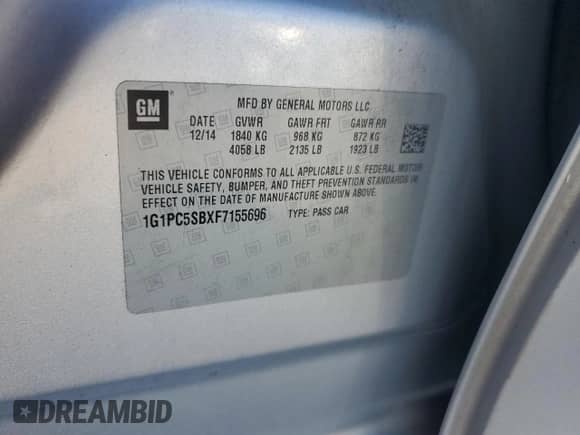 GM
MFD BY GENERAL MOTORS LLC.
DATE GVWR GAWR FRT GAWR RR
12/14 1840 KG 968 KG 872 KG
4058 LB 2135 LB 1923 LB
THIS VEHICLE CONFORMS TO ALL APPLICABLE U.S. FEDERAL MOTOR
VEHICLE SAFETY, BUMPER, AND THEFT PREVENTION STANDARDS IN
EFFECT ON THE DATE OF MANUFACTURE SHOWN ABOVE.
1G1PC5SBXF7155696 TYPE: PASS CAR
DREAMBID